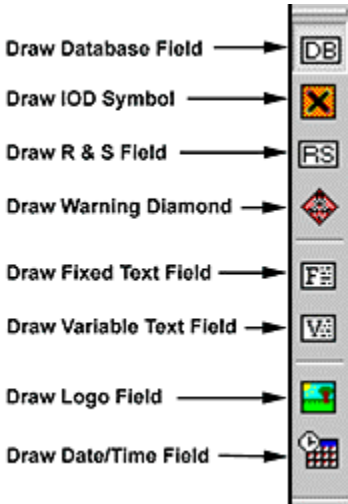 Draw Database Field DB
Draw IOD Symbol
Draw R & S Field RS
Draw Warning Diamond
Draw Fixed Text Field F
Draw Variable Text Field V
Draw Logo Field
Draw Date/Time Field